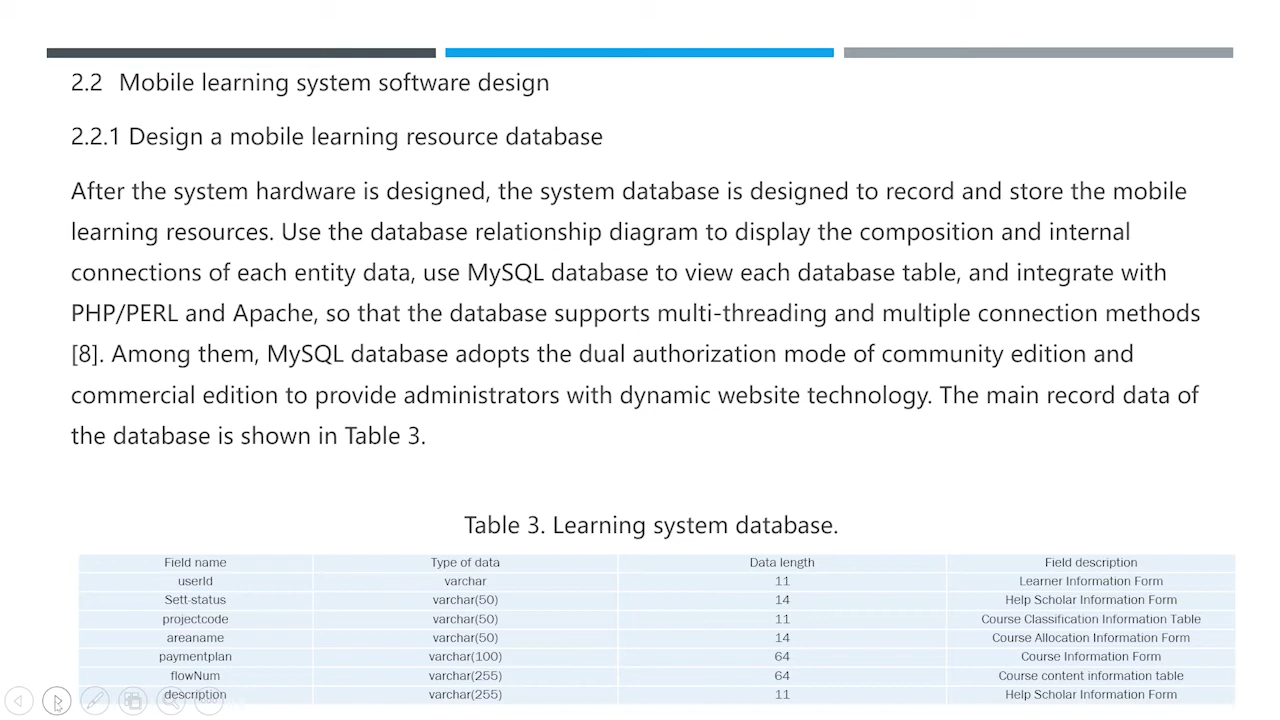 2.2 Mobile learning system software design
2.2.1 Design a mobile learning resource database
After the system hardware is designed, the system database is designed to record and store the mobile
learning resources. Use the database relationship diagram to display the composition and internal
connections of each entity data, use MySQL database to view each database table, and integrate with
PHP/PERL and Apache, so that the database supports multi-threading and multiple connection methods
[8]. Among them, MySQL database adopts the dual authorization mode of community edition and
commercial edition to provide administrators with dynamic website technology. The main record data of
the database is shown in Table 3.
Table 3. Learning system database.
Field name Type of data Data length Field description
userId varchar 11 Learner Information Form
Sett-status varchar(50) 14 Help Scholar Information Form
projectcode varchar(50) 11 Course Classification Information Table
areaname varchar(50) 14 Course Allocation Information Form
paymentplan varchar(100) 64 Course Information Form
flowNum varchar(255) 64 Course content information table
description varchar(255) 11 Help Scholar Information Form